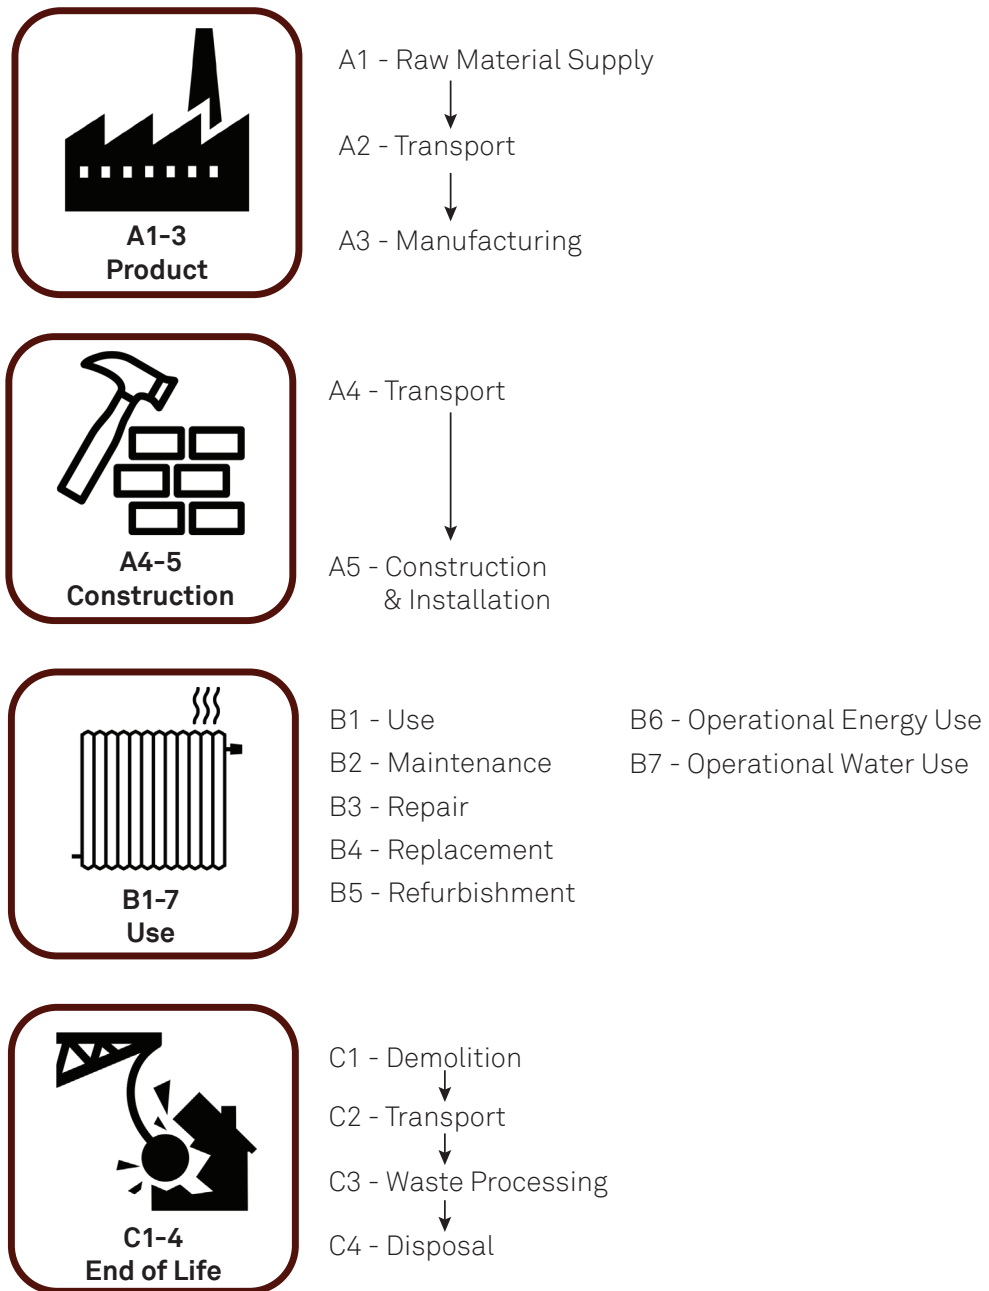 A1-3
Product
A1 - Raw Material Supply
A2 - Transport
A3 - Manufacturing
A4-5
Construction
A4 - Transport
A5 - Construction
& Installation
B1-7
Use
B1 - Use
B2 - Maintenance
B3 - Repair
B4 - Replacement
B5 - Refurbishment
B6 - Operational Energy Use
B7 - Operational Water Use
C1-4
End of Life
C1 - Demolition
C2 - Transport
C3 - Waste Processing
C4 - Disposal